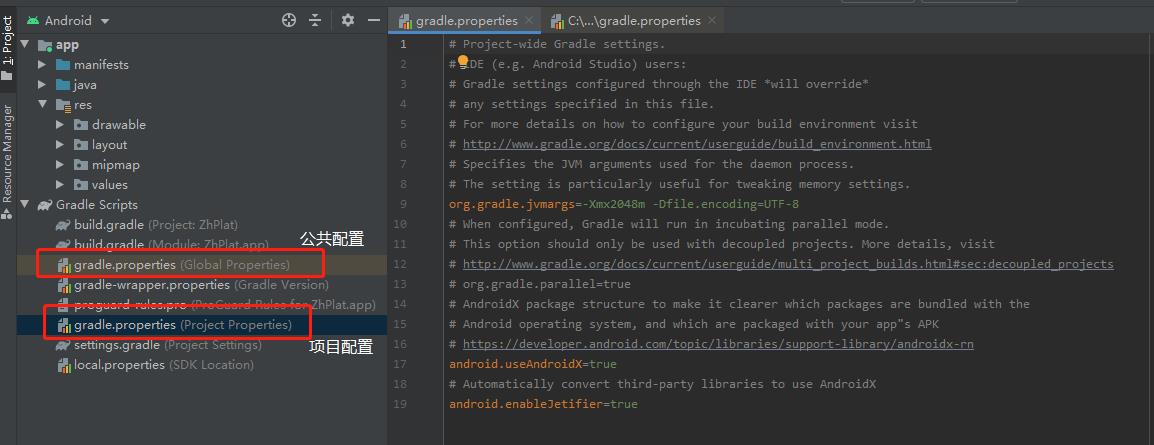 Android
gradle.properties
C:\...\gradle.properties
1: Project
Resource Manager
app
manifests
java
res
drawable
layout
mipmap
values
Gradle Scripts
build.gradle (Project: ZhPlat)
build.gradle (Module: ZhPlat.app)
公共配置
gradle.properties (Global Properties)
gradle-wrapper.properties (Gradle Version)
proguard-rules.pro (ProGuard Rules for ZhPlat.app)
gradle.properties (Project Properties)
settings.gradle (Project Settings)
项目配置
local.properties (SDK Location)
1 # Project-wide Gradle settings.
2 # IDE (e.g. Android Studio) users:
3 # Gradle settings configured through the IDE *will override*
4 # any settings specified in this file.
5 # For more details on how to configure your build environment visit
6 # http://www.gradle.org/docs/current/userguide/build_environment.html
7 # Specifies the JVM arguments used for the daemon process.
8 # The setting is particularly useful for tweaking memory settings.
9 org.gradle.jvmargs=-Xmx2048m -Dfile.encoding=UTF-8
10 # When configured, Gradle will run in incubating parallel mode.
11 # This option should only be used with decoupled projects. More details, visit
12 # http://www.gradle.org/docs/current/userguide/multi_project_builds.html#sec:decoupled_projects
13 # org.gradle.parallel=true
14 # AndroidX package structure to make it clearer which packages are bundled with the
15 # Android operating system, and which are packaged with your app"s APK
16 # https://developer.android.com/topic/libraries/support-library/androidx-rn
17 android.useAndroidX=true
18 # Automatically convert third-party libraries to use AndroidX
19 android.enableJetifier=true